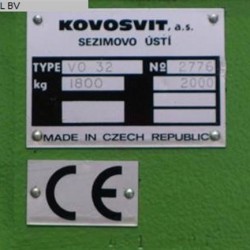 L BV
KOVOSVIT, a.s.
SEZIMOVO ÚSTÍ
TYPE VO 32 Nº 2776
kg 1800 2000
MADE IN CZECH REPUBLIC
CE